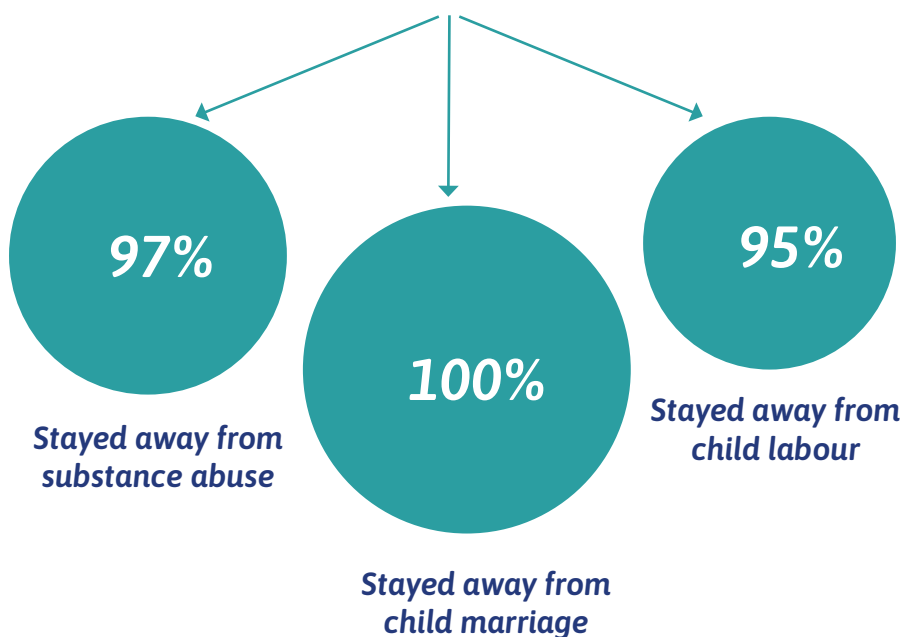 97%
Stayed away from
substance abuse
100%
Stayed away from
child marriage
95%
Stayed away from
child labour